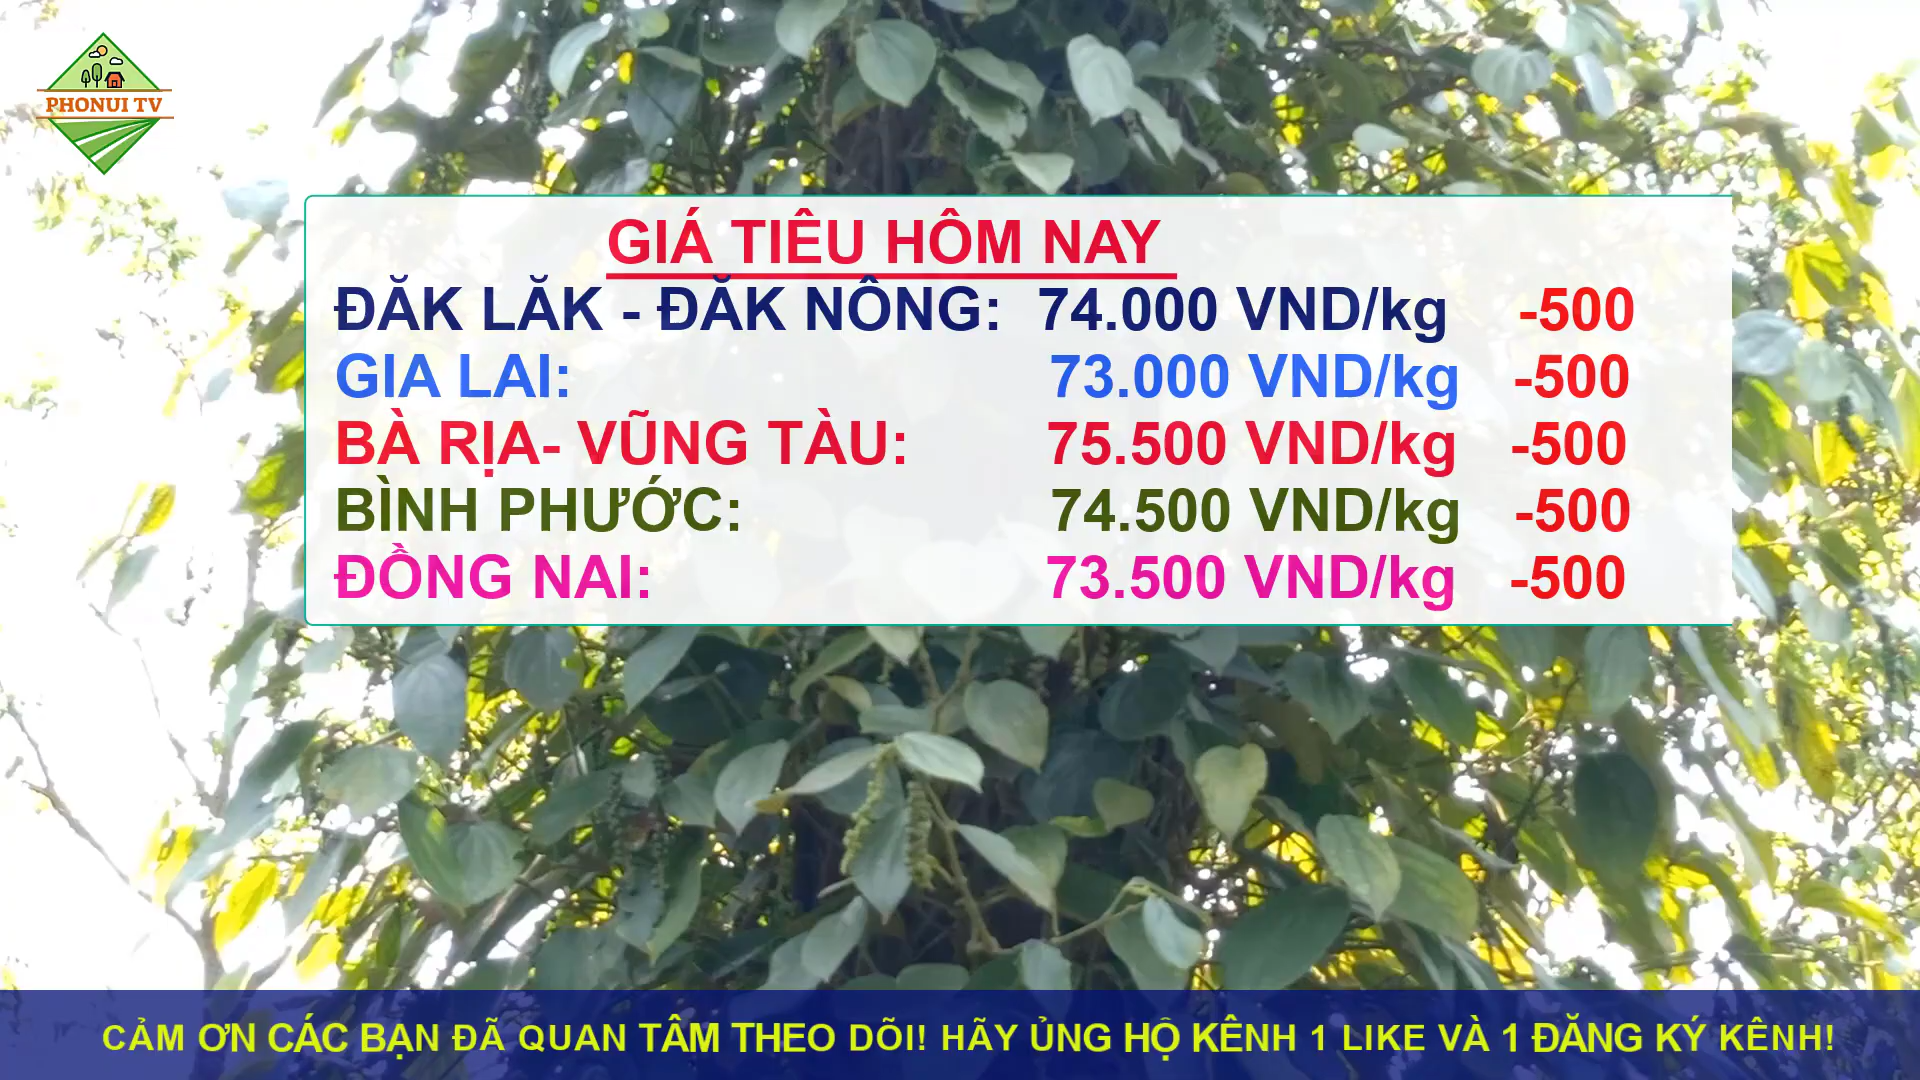 PHONUI TV
GIÁ TIÊU HÔM NAY
ĐĂK LĂK - ĐĂK NÔNG: 74.000 VND/kg -500
GIA LAI: 73.000 VND/kg -500
BÀ RỊA- VŨNG TÀU: 75.500 VND/kg -500
BÌNH PHƯỚC: 74.500 VND/kg -500
ĐỒNG NAI: 73.500 VND/kg -500
CẢM ƠN CÁC BẠN ĐÃ QUAN TÂM THEO DÕI! HÃY ỦNG HỘ KÊNH 1 LIKE VÀ 1 ĐĂNG KÝ KÊNH!